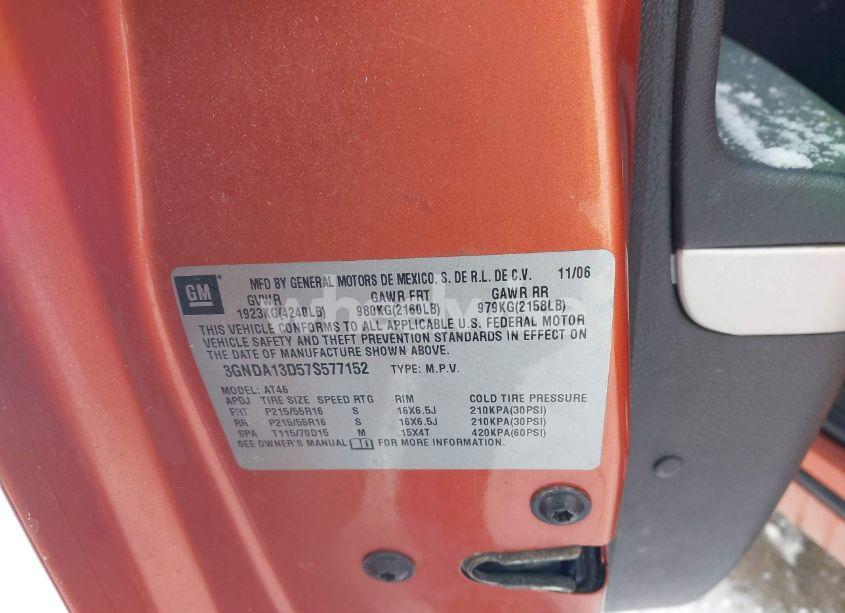 GM
MFD BY GENERAL MOTORS DE MEXICO, S. DE R.L. DE C.V. 11/06
GVWR GAWR FRT GAWR RR
1923KG(4240LB) 980KG(2160LB) 979KG(2158LB)
THIS VEHICLE CONFORMS TO ALL APPLICABLE U.S. FEDERAL MOTOR
VEHICLE SAFETY AND THEFT PREVENTION STANDARDS IN EFFECT ON
THE DATE OF MANUFACTURE SHOWN ABOVE.
3GNDA13D57S577152 TYPE: M.P.V.
MODEL: AT46
APDJ TIRE SIZE SPEED RTG RIM COLD TIRE PRESSURE
FRT P215/55R16 S 16X6.5J 210KPA(30PSI)
RR P215/55R16 S 16X6.5J 210KPA(30PSI)
SPA T115/70D15 M 15X4T 420KPA(60PSI)
SEE OWNER'S MANUAL FOR MORE INFORMATION.